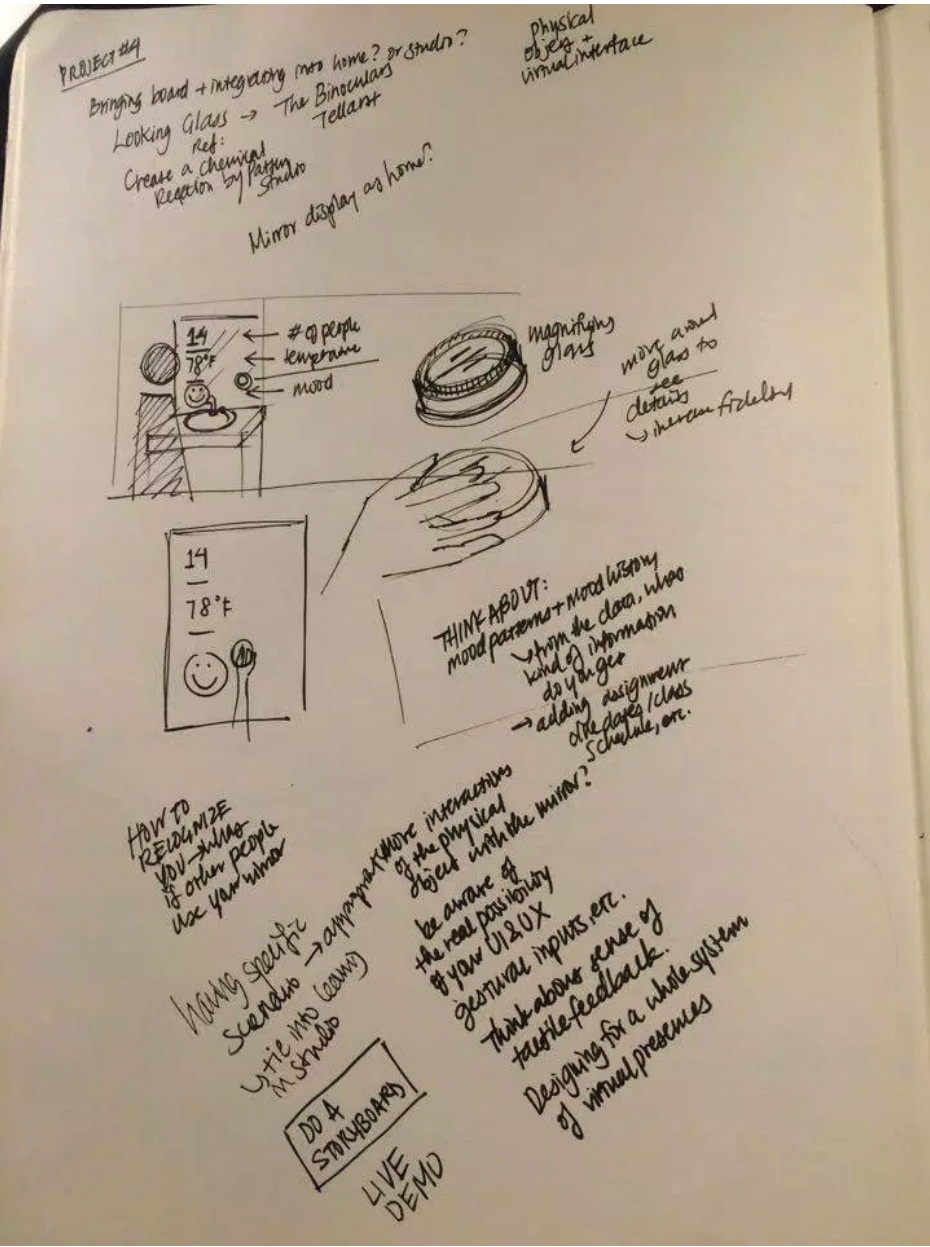 PROJECT #4
Bringing board + integrating into home? or studio?
Looking Glass → The Binoculars
Tellart
Ref:
Create a chemical
Reaction by Patten
Studio
physical
object +
virtual interface
Mirror display as home?
14
78°F
# of people
temperature
mood
magnifying
glass
move around
glass to
see
details
↳ increase fidelity
14
78°F
THINK ABOUT:
mood patterns + mood history
↳ from the data, what
kind of information
do you get
→ adding assignment
due dates/class
schedule, etc.
HOW TO
RECOGNIZE
YOU → what
if other people
use your mirror
having specific
scenario → appropriate
↳ tie into
in studio
more interactions
of the physical
object with the mirror?
be aware of
the real possibility
of your UI & UX
gestural inputs, etc.
Think about sense of
tactile feedback.
Designing for a whole system
of virtual presences
DO A
STORYBOARD
LIVE
DEMO